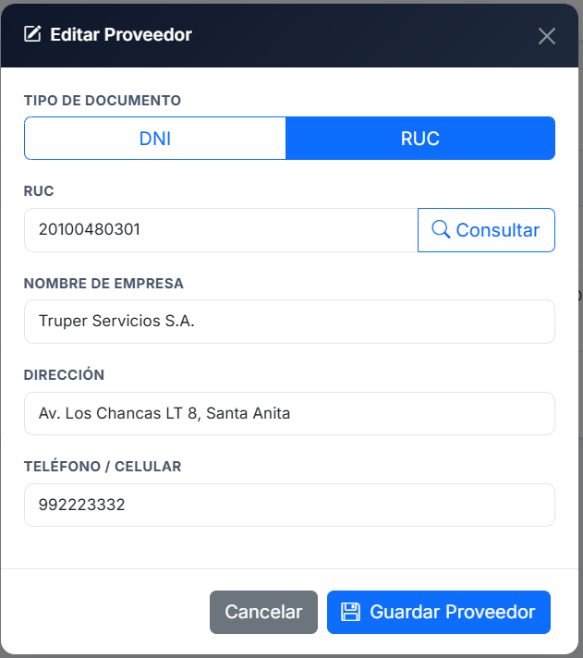 Editar Proveedor
TIPO DE DOCUMENTO
DNI RUC
RUC
20100480301 Consultar
NOMBRE DE EMPRESA
Truper Servicios S.A.
DIRECCIÓN
Av. Los Chancas LT 8, Santa Anita
TELÉFONO / CELULAR
992223332
Cancelar Guardar Proveedor